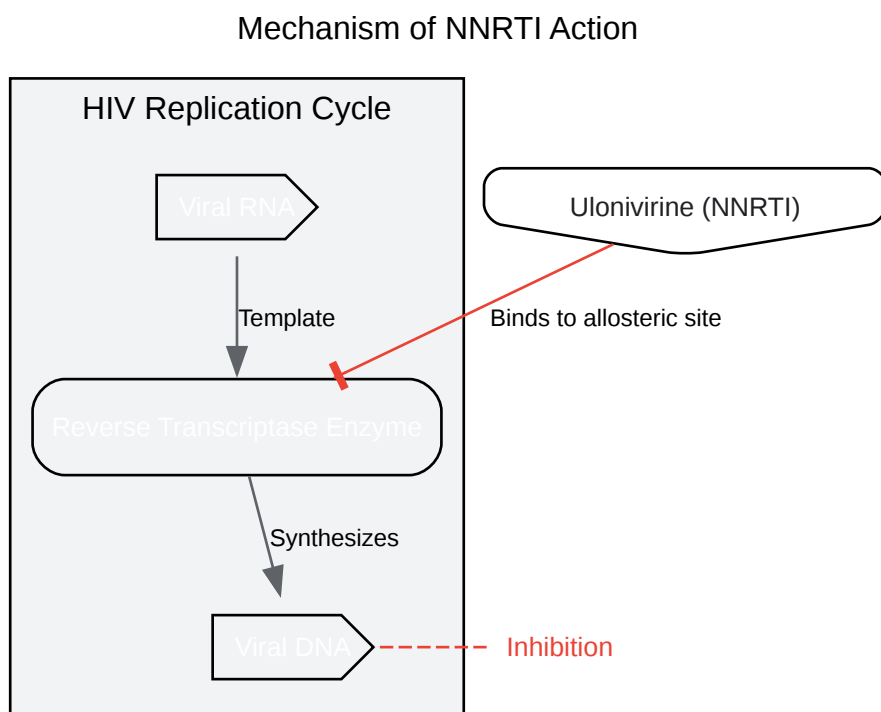 Mechanism of NNRTI Action
HIV Replication Cycle
Viral RNA
Ulonivirine (NNRTI)
Template
Binds to allosteric site
Reverse Transcriptase Enzyme
Synthesizes
Viral DNA
Inhibition